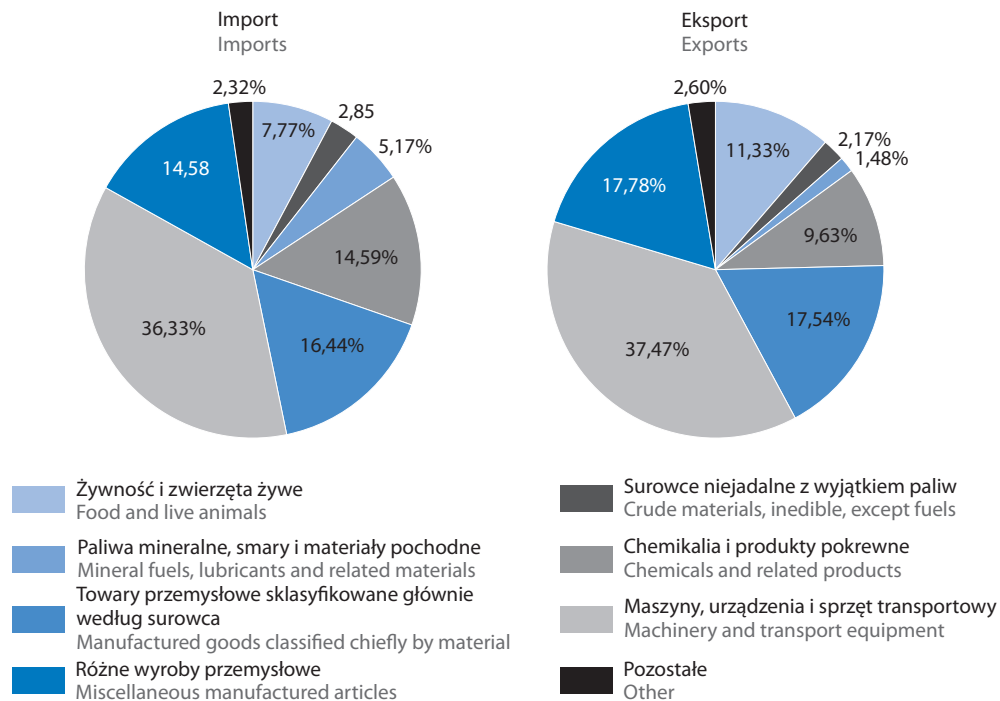 Import
Imports
2,32%
7,77%
2,85
5,17%
14,59%
16,44%
36,33%
14,58
Eksport
Exports
2,60%
11,33%
2,17%
1,48%
9,63%
17,54%
37,47%
17,78%
Żywność i zwierzęta żywe
Food and live animals
Paliwa mineralne, smary i materiały pochodne
Mineral fuels, lubricants and related materials
Towary przemysłowe sklasyfikowane głównie
według surowca
Manufactured goods classified chiefly by material
Różne wyroby przemysłowe
Miscellaneous manufactured articles
Surowce niejadalne z wyjątkiem paliw
Crude materials, inedible, except fuels
Chemikalia i produkty pokrewne
Chemicals and related products
Maszyny, urządzenia i sprzęt transportowy
Machinery and transport equipment
Pozostałe
Other